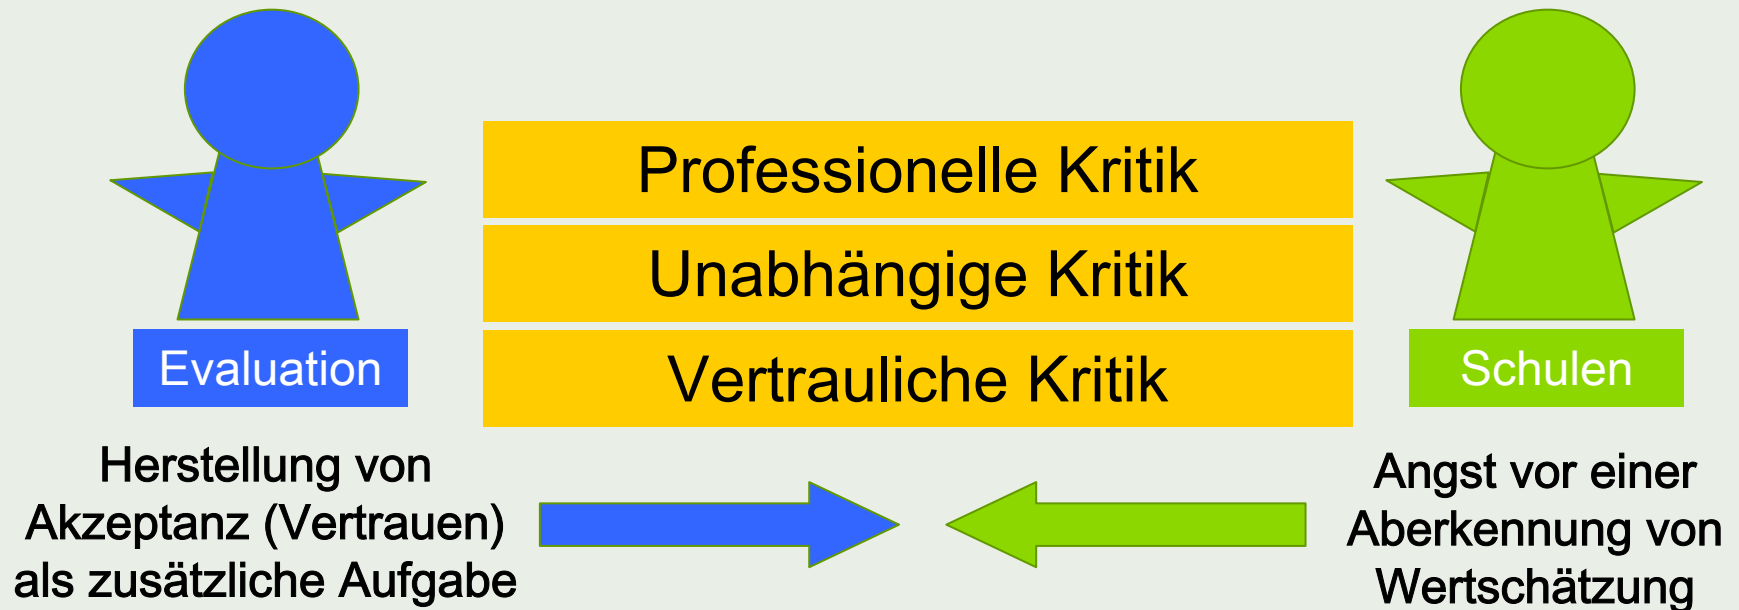 Professionelle Kritik
Unabhängige Kritik
Vertrauliche Kritik
Evaluation
Schulen
Herstellung von
Akzeptanz (Vertrauen)
als zusätzliche Aufgabe
Angst vor einer
Aberkennung von
Wertschätzung